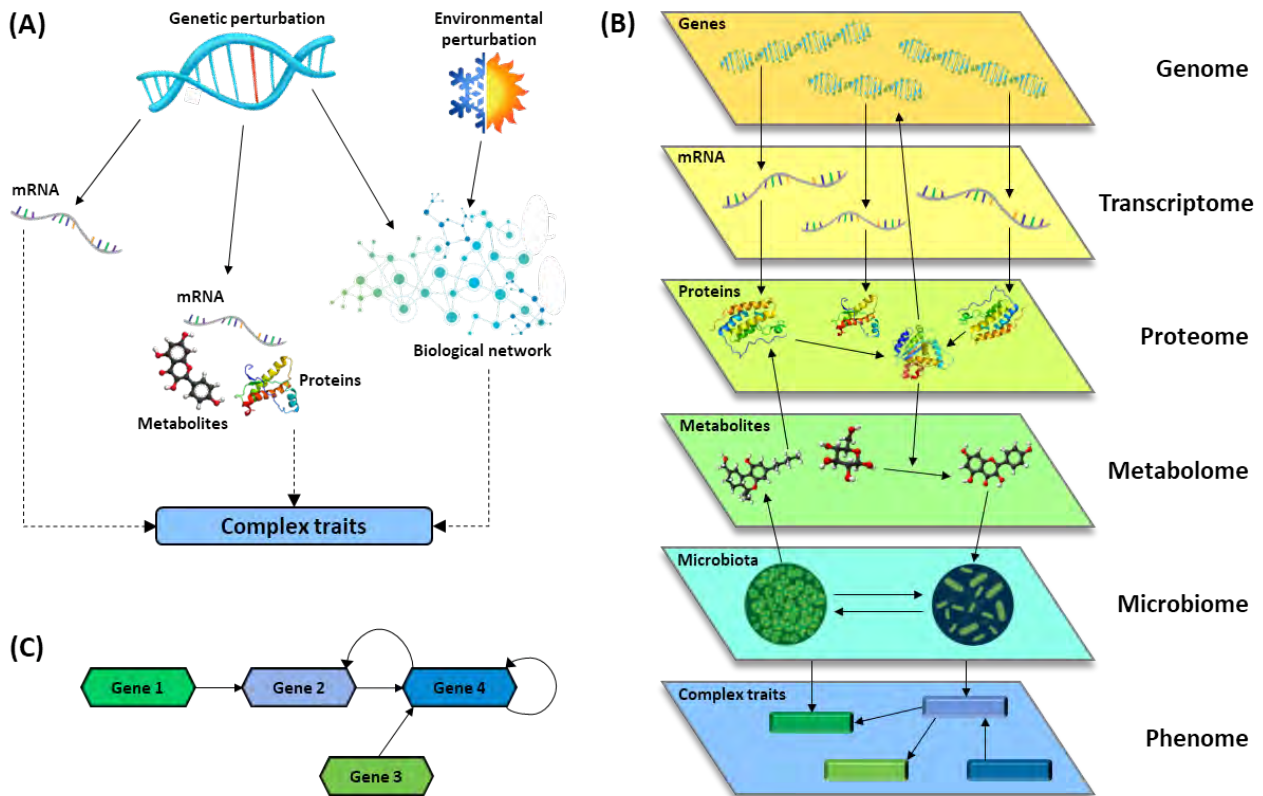 (A)
Genetic perturbation
Environmental
perturbation
mRNA
mRNA
Proteins
Metabolites
Biological network
Complex traits
(B)
Genes
Genome
mRNA
Transcriptome
Proteins
Proteome
Metabolites
Metabolome
Microbiota
Microbiome
Complex traits
Phenome
(C)
Gene 1
Gene 2
Gene 4
Gene 3